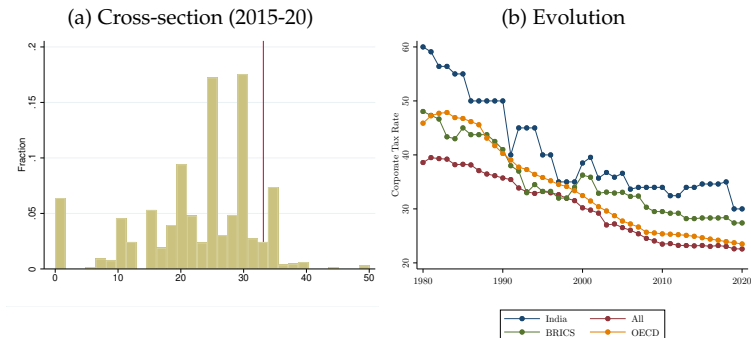 (a) Cross-section (2015-20)
(b) Evolution
Fraction
.2
.15
.1
.05
0
0 10 20 30 40 50
Corporate Tax Rate
60
50
40
30
20
1980 1990 2000 2010 2020
India All
BRICS OECD